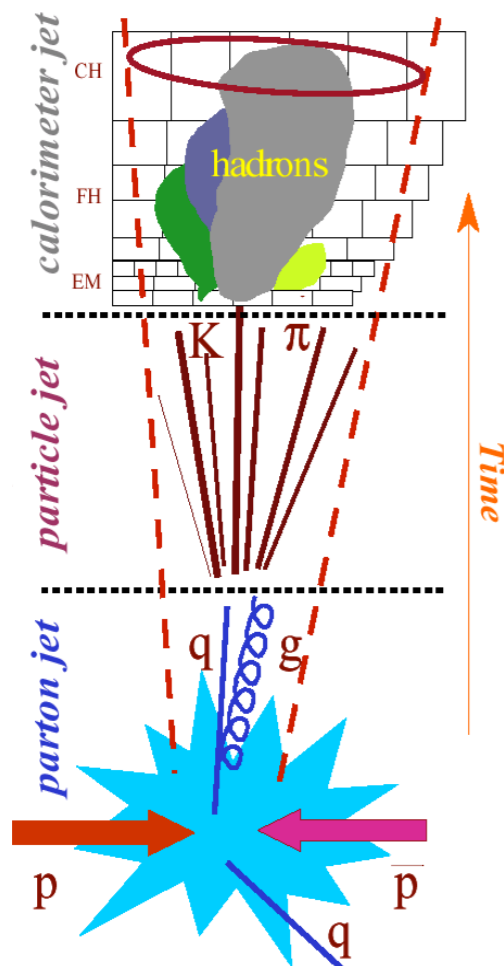 calorimeter jet
CH
FH
EM
hadrons
K π
particle jet
Time
parton jet
q g
p p̅
q